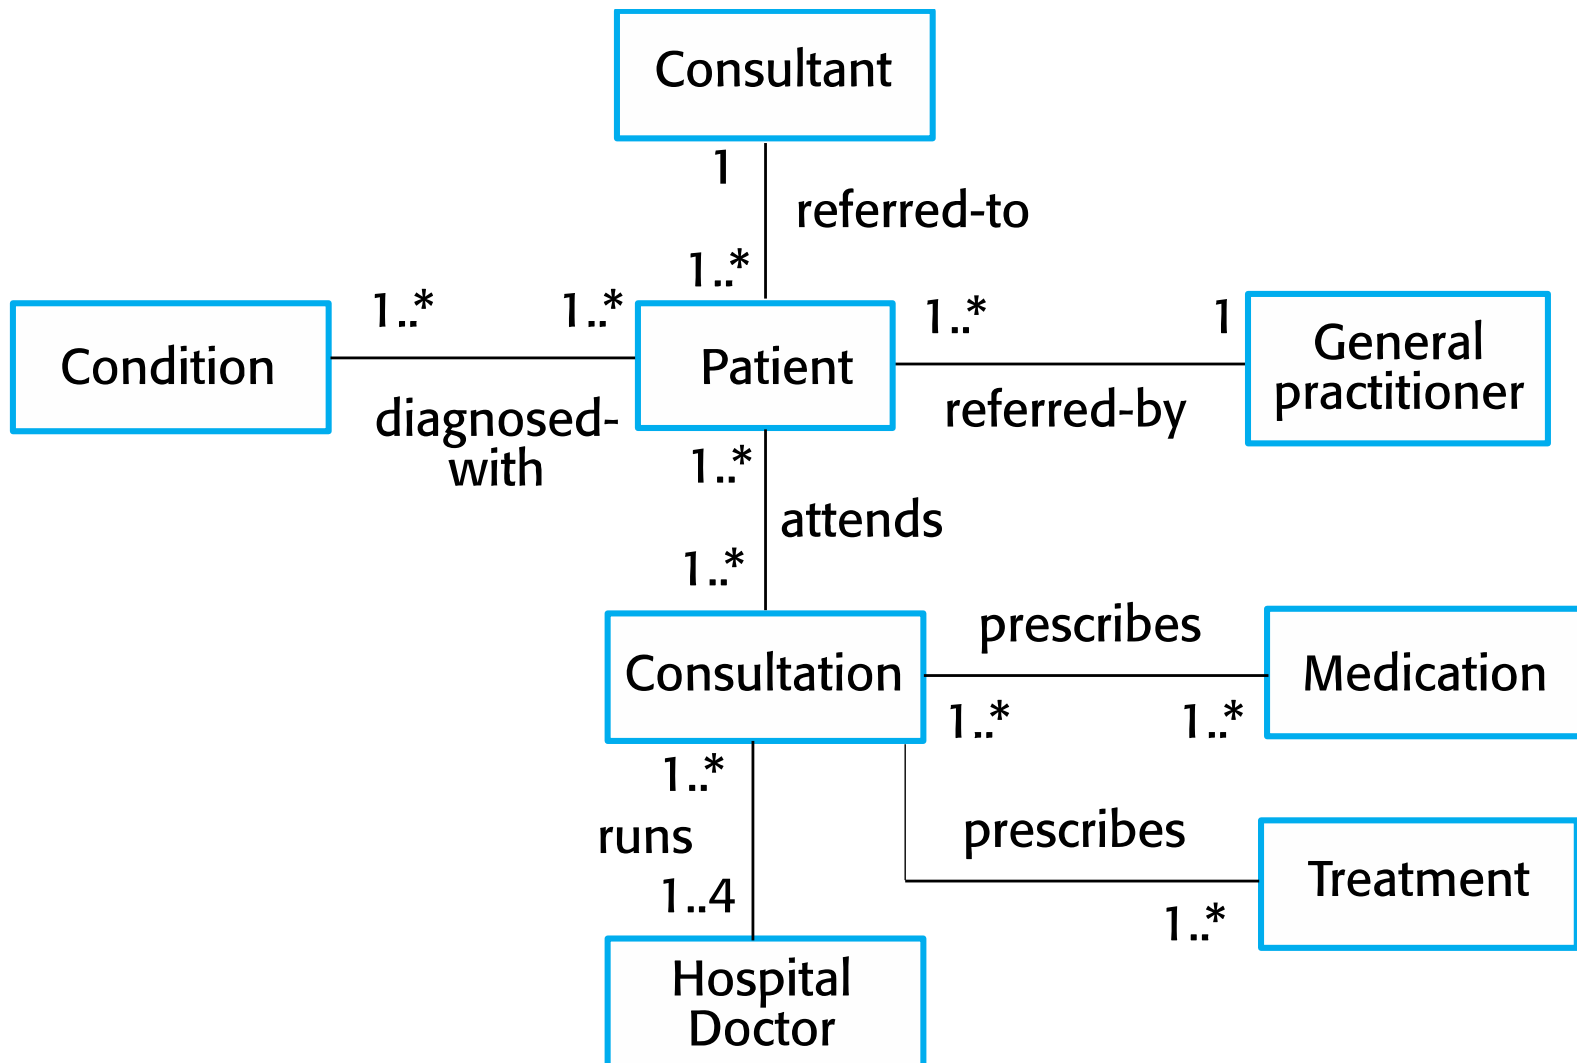 Consultant
1
referred-to
1..*
1..*
1..*
1..*
1
Condition
Patient
General
practitioner
diagnosed-
with
referred-by
1..*
attends
1..*
prescribes
Consultation
Medication
1..*
1..*
1..*
runs
prescribes
1..4
Treatment
1..*
Hospital
Doctor